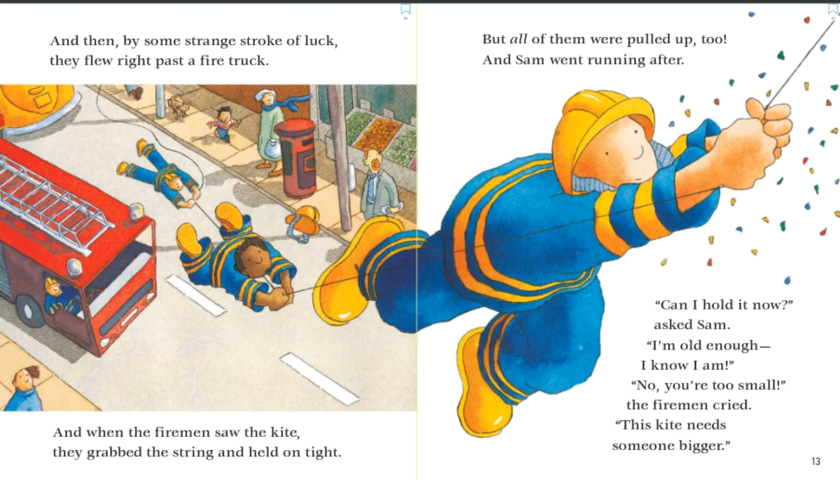 And then, by some strange stroke of luck,
they flew right past a fire truck.
And when the firemen saw the kite,
they grabbed the string and held on tight.
But all of them were pulled up, too!
And Sam went running after.
“Can I hold it now?”
asked Sam.
“I’m old enough—
I know I am!”
“No, you’re too small!”
the firemen cried.
“This kite needs
someone bigger.”
13